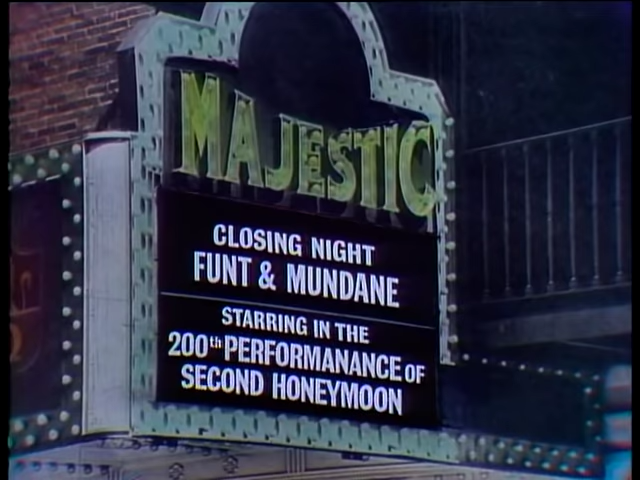 MAJESTIC
CLOSING NIGHT
FUNT & MUNDANE
STARRING IN THE
200th PERFORMANANCE OF
SECOND HONEYMOON